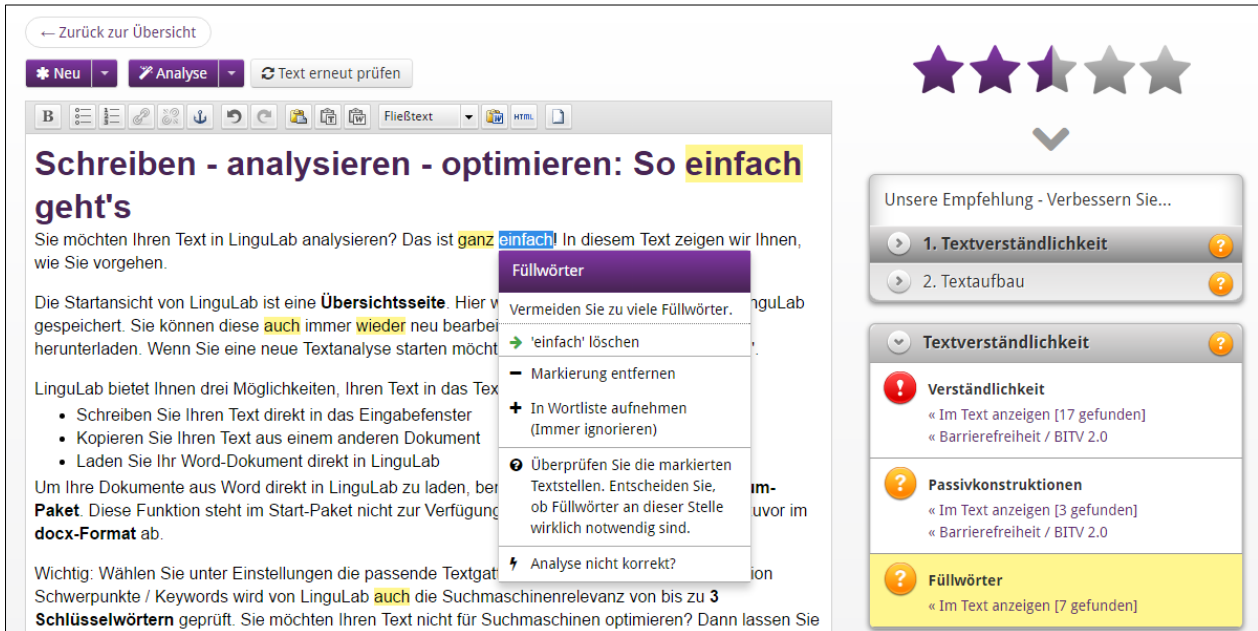 ← Zurück zur Übersicht
Neu
Analyse
Text erneut prüfen
B
Fließtext
HTML
Schreiben - analysieren - optimieren: So einfach
geht's
Sie möchten Ihren Text in LinguLab analysieren? Das ist ganz einfach! In diesem Text zeigen wir Ihnen,
wie Sie vorgehen.
Die Startansicht von LinguLab ist eine Übersichtsseite. Hier
gespeichert. Sie können diese auch immer wieder neu
herunterladen. Wenn Sie eine neue Textanalyse starten
LinguLab bietet Ihnen drei Möglichkeiten, Ihren Text in das
• Schreiben Sie Ihren Text direkt in das Eingabefenster
• Kopieren Sie Ihren Text aus einem anderen Dokument
• Laden Sie Ihr Word-Dokument direkt in LinguLab
Um Ihre Dokumente aus Word direkt in LinguLab zu laden,
Paket. Diese Funktion steht im Start-Paket nicht zur im
docx-Format ab.
Wichtig: Wählen Sie unter Einstellungen die passende
Schwerpunkte / Keywords wird von LinguLab auch die Suchmaschinenrelevanz von bis zu 3
Schlüsselwörtern geprüft. Sie möchten Ihren Text nicht für Suchmaschinen optimieren? Dann lassen Sie
Füllwörter
Vermeiden Sie zu viele Füllwörter.
'einfach' löschen
Markierung entfernen
In Wortliste aufnehmen
(Immer ignorieren)
Überprüfen Sie die markierten
Textstellen. Entscheiden Sie,
ob Füllwörter an dieser Stelle
wirklich notwendig sind.
Analyse nicht korrekt?
Unsere Empfehlung - Verbessern Sie...
1. Textverständlichkeit ?
2. Textaufbau ?
Textverständlichkeit ?
! Verständlichkeit
« Im Text anzeigen [17 gefunden]
« Barrierefreiheit / BITV 2.0
? Passivkonstruktionen
« Im Text anzeigen [3 gefunden]
« Barrierefreiheit / BITV 2.0
? Füllwörter
« Im Text anzeigen [7 gefunden]